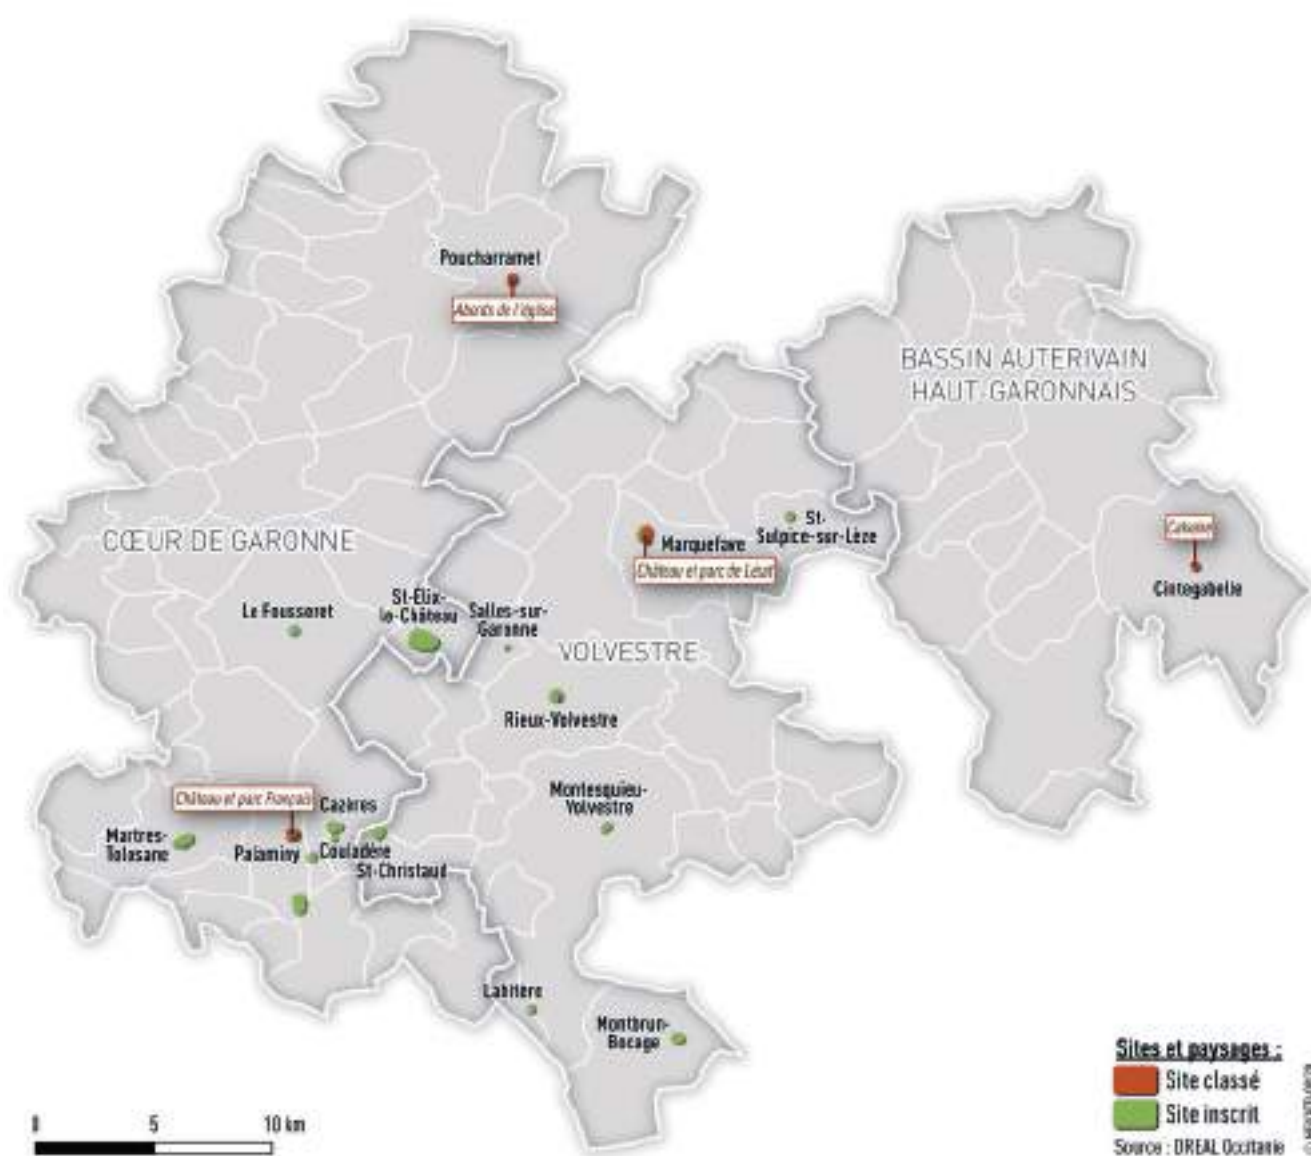 Poucharramet
Abords de l'église
BASSIN AUTERIVAIN
HAUT-GARONNAIS
CŒUR DE GARONNE
St-
Sulpice-sur-Lèze
Marquefave
Château et parc de Lésat
Cintegabelle
St-Élix-
le-Château
Le Fousseret
Salles-sur-
Garonne
VOLVESTRE
Rieux-Volvestre
Château et parc Français
Cazères
Montesquieu-
Volvestre
Martres-
Tolosane
Palaminy
Couladère
St-Christaud
Montbrun-
Bocage
Sites et paysages :
Site classé
Site inscrit
0 5 10 km
Source : DREAL Occitanie